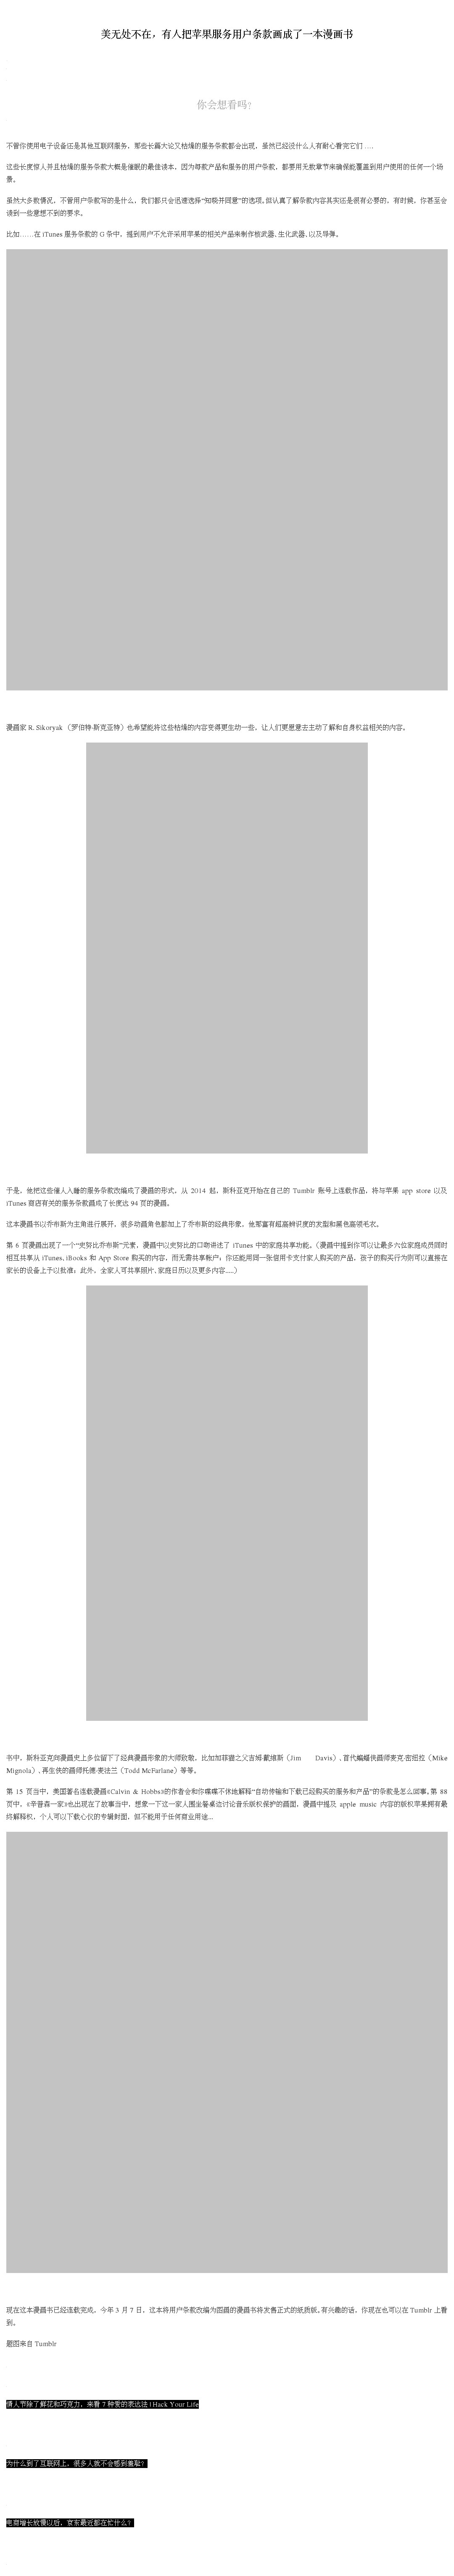 美无处不在，有人把苹果服务用户条款画成了一本漫画书
你会想看吗？
不管你使用电子设备还是其他互联网服务，那些长篇大论又枯燥的服务条款都会出现，虽然已经没什么人有耐心看完它们 ....
这些长度惊人并且枯燥的服务条款大概是催眠的最佳读本，因为每款产品和服务的用户条款，都要用无数章节来确保能覆盖到用户使用的任何一个场
景。
虽然大多数情况，不管用户条款写的是什么，我们都只会迅速选择“知晓并同意”的选项。但认真了解条款内容其实还是很有必要的，有时候，你甚至会
读到一些意想不到的要求。
比如……在 iTunes 服务条款的 G 条中，提到用户不允许采用苹果的相关产品来制作核武器、生化武器、以及导弹。
漫画家 R. Sikoryak （罗伯特·斯克亚特）也希望能将这些枯燥的内容变得更生动一些，让人们更愿意去主动了解和自身权益相关的内容。
于是，他把这些催人入睡的服务条款改编成了漫画的形式，从 2014 起，斯科亚克开始在自己的 Tumblr 账号上连载作品，将与苹果 app store 以及
iTunes 商店有关的服务条款画成了长度达 94 页的漫画。
这本漫画书以乔布斯为主角进行展开，很多动画角色都加上了乔布斯的经典形象，他那富有超高辨识度的发型和黑色高领毛衣。
第 6 页漫画出现了一个“史努比乔布斯”元素，漫画中以史努比的口吻讲述了 iTunes 中的家庭共享功能。（漫画中提到你可以让最多六位家庭成员同时
相互共享从 iTunes、iBooks 和 App Store 购买的内容，而无需共享帐户；你还能用同一张信用卡支付家人购买的产品，孩子的购买行为则可以直接在
家长的设备上予以批准；此外，全家人可共享照片、家庭日历以及更多内容......）
书中，斯科亚克向漫画史上多位留下了经典漫画形象的大师致敬，比如加菲猫之父吉姆·戴维斯（Jim Davis）、首代蝙蝠侠画师麦克·密纽拉（Mike
Mignola）、再生侠的画师托德·麦法兰（Todd McFarlane）等等。
第 15 页当中，美国著名连载漫画《Calvin & Hobbs》的作者会和你喋喋不休地解释“自动传输和下载已经购买的服务和产品”的条款是怎么回事。第 88
页中，《辛普森一家》也出现在了故事当中，想象一下这一家人围坐餐桌边讨论音乐版权保护的画面，漫画中提及 apple music 内容的版权苹果拥有最
终解释权，个人可以下载心仪的专辑封面，但不能用于任何商业用途...
现在这本漫画书已经连载完成，今年 3 月 7 日，这本将用户条款改编为图画的漫画书将发售正式的纸质版。有兴趣的话，你现在也可以在 Tumblr 上看
到。
题图来自 Tumblr
情人节除了鲜花和巧克力，来看 7 种爱的表达法 | Hack Your Life
为什么到了互联网上，很多人就不会感到羞耻？
电商增长放慢以后，京东最近都在忙什么？